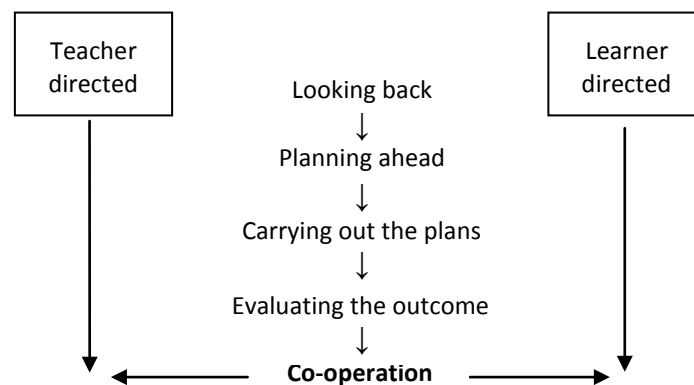 Teacher
directed
Learner
directed
Looking back
↓
Planning ahead
↓
Carrying out the plans
↓
Evaluating the outcome
↓
Co-operation